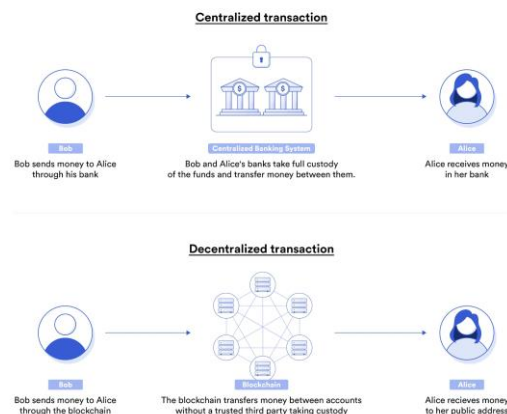 Centralized transaction
Bob
Centralized Banking System
Alice
Bob sends money to Alice
through his bank
Bob and Alice's banks take full custody
of the funds and transfer money between them.
Alice receives money
in her bank
Decentralized transaction
Bob
Blockchain
Alice
Bob sends money to Alice
through the blockchain
The blockchain transfers money between accounts
without a trusted third party taking custody
Alice recieves money
to her public address